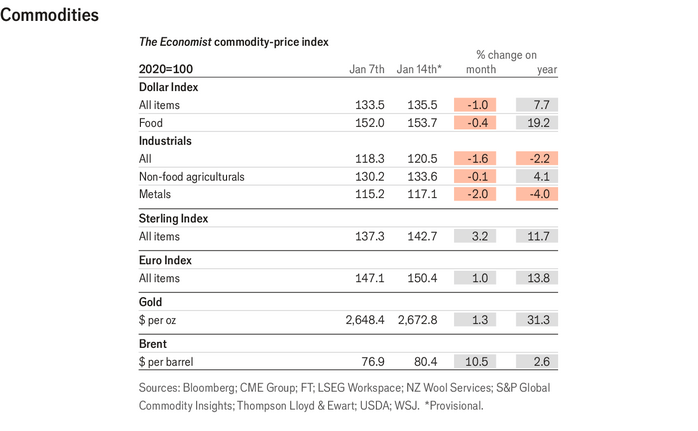 Commodities
The Economist commodity-price index
% change on
2020=100 Jan 7th Jan 14th* month year
Dollar Index
All items 133.5 135.5 -1.0 7.7
Food 152.0 153.7 -0.4 19.2
Industrials
All 118.3 120.5 -1.6 -2.2
Non-food agriculturals 130.2 133.6 -0.1 4.1
Metals 115.2 117.1 -2.0 -4.0
Sterling Index
All items 137.3 142.7 3.2 11.7
Euro Index
All items 147.1 150.4 1.0 13.8
Gold
$ per oz 2,648.4 2,672.8 1.3 31.3
Brent
$ per barrel 76.9 80.4 10.5 2.6
Sources: Bloomberg; CME Group; FT; LSEG Workspace; NZ Wool Services; S&P Global
Commodity Insights; Thompson Lloyd & Ewart; USDA; WSJ. *Provisional.